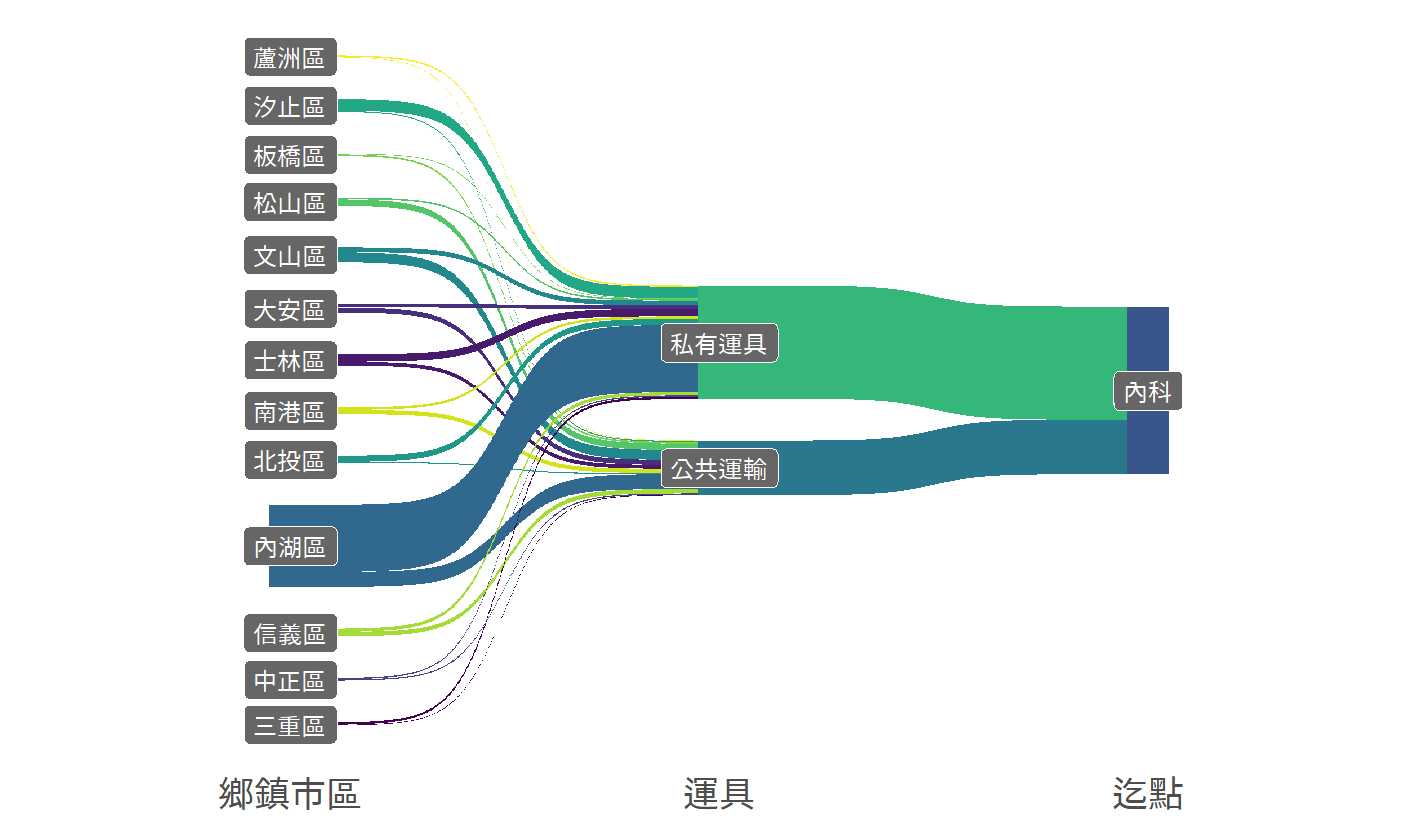 蘆洲區
汐止區
板橋區
松山區
文山區
大安區
士林區
南港區
北投區
內湖區
信義區
中正區
三重區
私有運具
公共運輸
內科
鄉鎮市區
運具
迄點